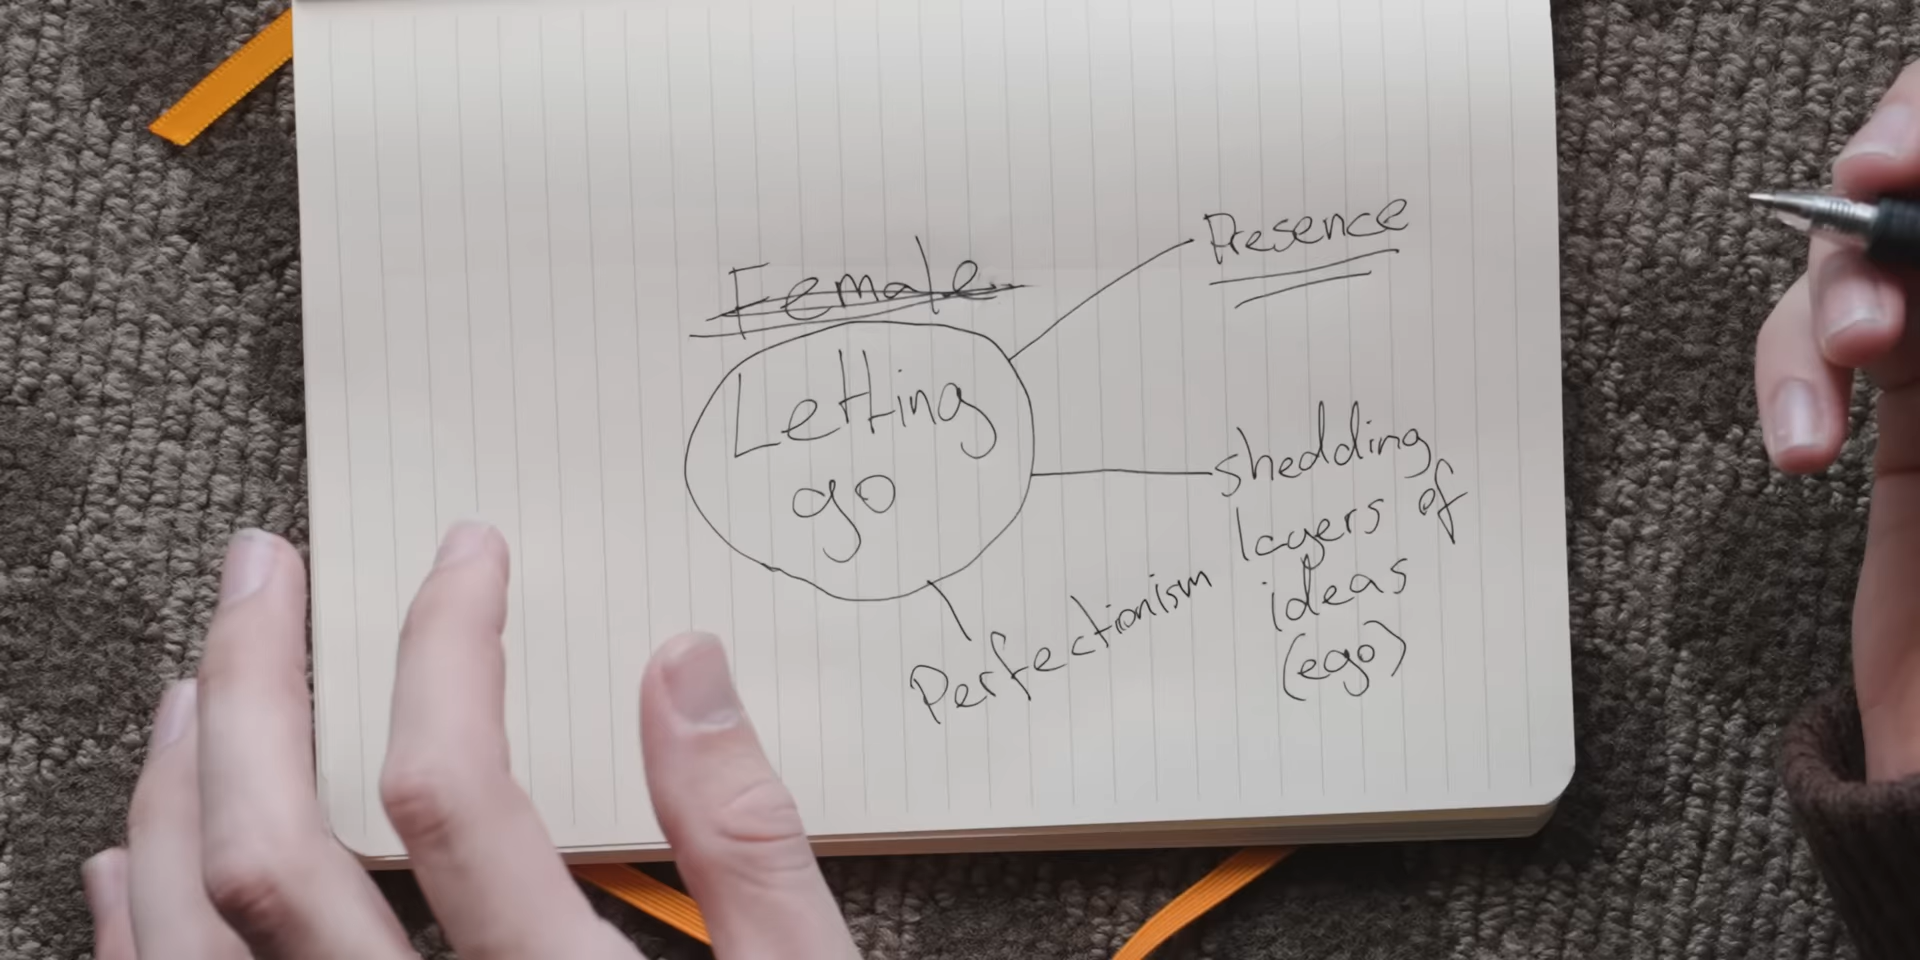 Female
Letting
go
Presence
shedding
layers of
ideas
(ego)
Perfectionism